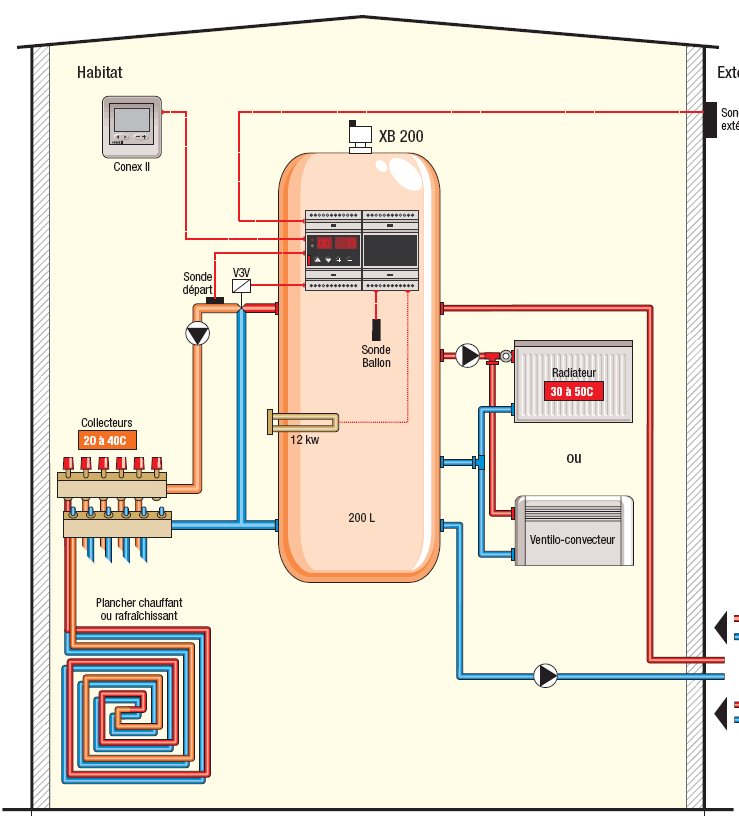 Habitat
Exté
Sond
exté
XB 200
Conex II
Sonde
départ
V3V
Sonde
Ballon
Radiateur
30 à 50C
Collecteurs
20 à 40C
12 kw
ou
200 L
Ventilo-convecteur
Plancher chauffant
ou rafraîchissant